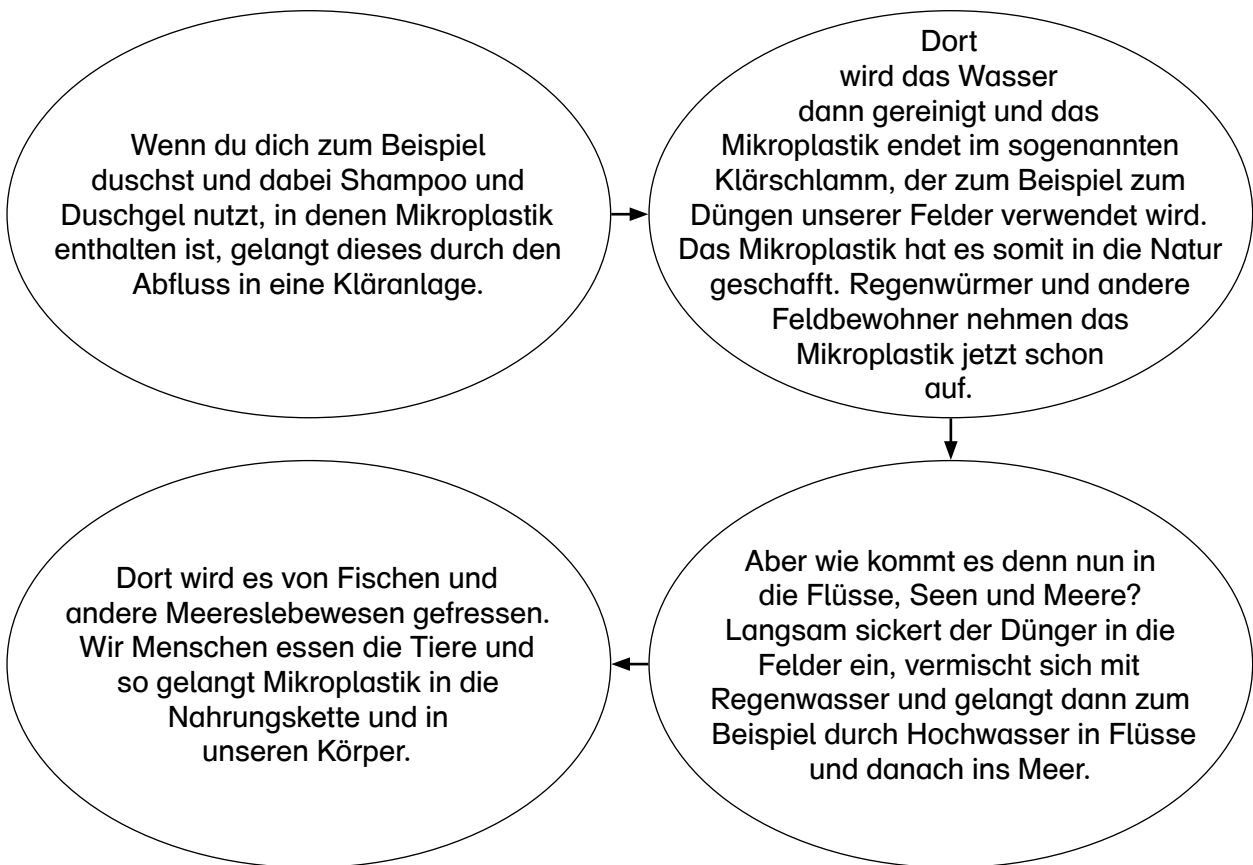 Wenn du dich zum Beispiel
duschst und dabei Shampoo und
Duschgel nutzt, in denen Mikroplastik
enthalten ist, gelangt dieses durch den
Abfluss in eine Kläranlage.
Dort
wird das Wasser
dann gereinigt und das
Mikroplastik endet im sogenannten
Klärschlamm, der zum Beispiel zum
Düngen unserer Felder verwendet wird.
Das Mikroplastik hat es somit in die Natur
geschafft. Regenwürmer und andere
Feldbewohner nehmen das
Mikroplastik jetzt schon
auf.
Aber wie kommt es denn nun in
die Flüsse, Seen und Meere?
Langsam sickert der Dünger in die
Felder ein, vermischt sich mit
Regenwasser und gelangt dann zum
Beispiel durch Hochwasser in Flüsse
und danach ins Meer.
Dort wird es von Fischen und
andere Meereslebewesen gefressen.
Wir Menschen essen die Tiere und
so gelangt Mikroplastik in die
Nahrungskette und in
unseren Körper.